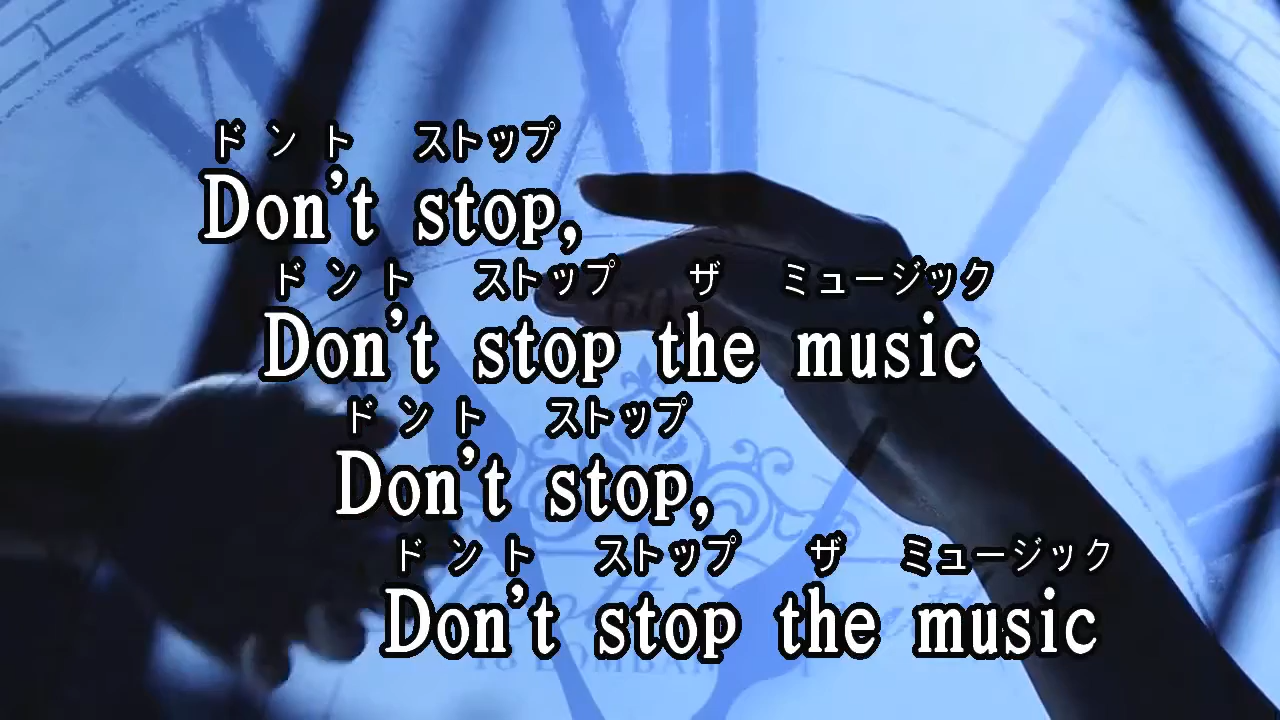 ドント ストップ
Don't stop,
ドント ストップ ザ ミュージック
Don't stop the music
ドント ストップ
Don't stop,
ドント ストップ ザ ミュージック
Don't stop the music